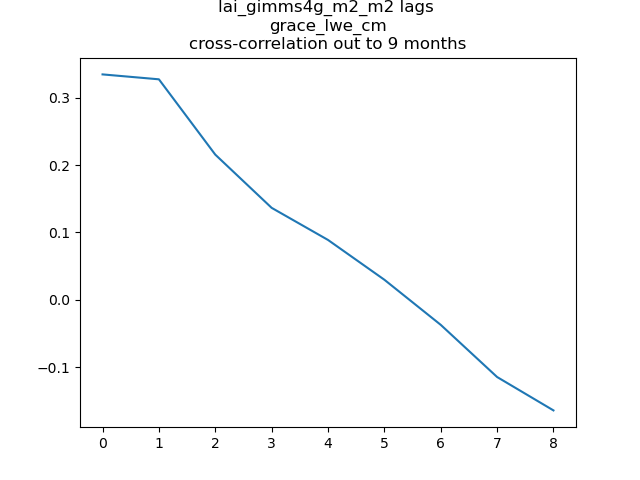 lai_gimms4g_m2_m2 lags
grace_lwe_cm
cross-correlation out to 9 months
0.3
0.2
0.1
0.0
−0.1
0 1 2 3 4 5 6 7 8